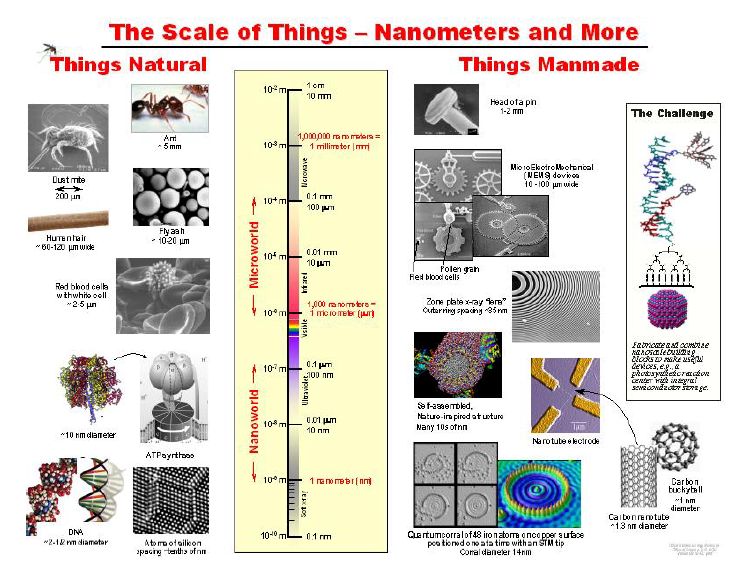 The Scale of Things – Nanometers and More
Things Natural
Things Manmade
Ant
~ 5 mm
Dust mite
200 µm
Fly ash
~ 10-20 µm
Human hair
~ 60-120 µm wide
Red blood cells
with white cell
~ 2-5 µm
~10 nm diameter
ATP synthase
DNA
~2-1/2 nm diameter
Atoms of silicon
spacing ~tenths of nm
10-2 m
1 cm
10 mm
1,000,000 nanometers =
10-3 m
1 millimeter (mm)
Microwave
10-4 m
0.1 mm
100 µm
Microworld
10-5 m
0.01 mm
10 µm
Infrared
1,000 nanometers =
10-6 m
1 micrometer (µm)
Visible
10-7 m
0.1 µm
100 nm
Ultraviolet
Nanoworld
10-8 m
0.01 µm
10 nm
10-9 m
1 nanometer (nm)
Soft x-ray
10-10 m
0.1 nm
Head of a pin
1-2 mm
MicroElectroMechanical
(MEMS) devices
10 -100 µm wide
Pollen grain
Red blood cells
Zone plate x-ray "lens"
Outer ring spacing ~35 nm
Self-assembled,
Nature-inspired structure
Many 10s of nm
Nanotube electrode
Carbon
buckyball
~1 nm
diameter
Carbon nanotube
~1.3 nm diameter
Quantum corral of 48 iron atoms on copper surface
positioned one at a time with an STM tip
Corral diameter 14 nm
The Challenge
Fabricate and combine
nanoscale building
blocks to make useful
devices, e.g., a
photosynthetic reaction
center with integral
semiconductor storage.